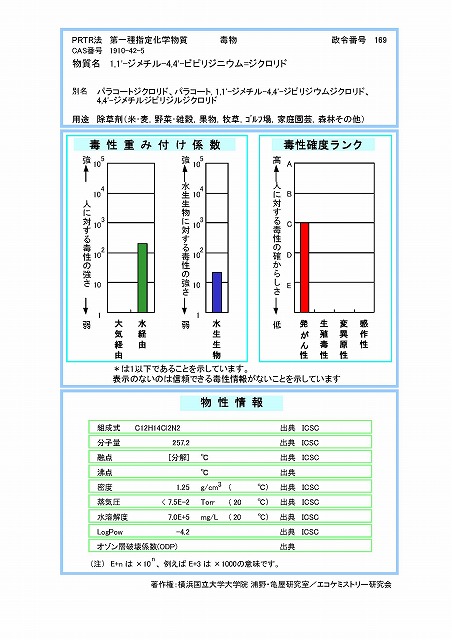 PRTR法 第一種指定化学物質 毒物 政令番号 169
CAS番号 1910-42-5
物質名 1,1'-ジメチル-4,4'-ビピリジニウム=ジクロリド
別名 パラコートジクロリド、パラコート, 1,1'-ジメチル-4,4'-ビピリジウムジクロリド、
4,4'-ジメチルジピリジルジクロリド
用途 除草剤(米・麦, 野菜・雑穀, 果物, 牧草, ゴルフ場, 家庭園芸, 森林その他)
毒性重み付け係数
強
人に対する毒性の強さ
弱
10^5
10^4
10^3
10^2
10
1
大気経由
水経由
強
水生生物に対する毒性の強さ
弱
10^5
10^4
10^3
10^2
10
1
水生生物
毒性確度ランク
高
人に対する毒性の確からしさ
低
A
B
C
D
E
発がん性
生殖毒性
変異原性
感作性
*は1以下であることを示しています。
表示のないのは信頼できる毒性情報がないことを示しています
物性情報
組成式 C12H14Cl2N2 出典 ICSC
分子量 257.2 出典 ICSC
融点 [分解] ℃ 出典 ICSC
沸点 ℃ 出典
密度 1.25 g/cm3 ( ℃) 出典 ICSC
蒸気圧 <7.5E-2 Torr (20 ℃) 出典 ICSC
水溶解度 7.0E+5 mg/L (20 ℃) 出典 ICSC
LogPow -4.2 出典 ICSC
オゾン層破壊係数(ODP) 出典
(注) E+n は ×10^n、例えば E+3 は ×1000の意味です。
著作権:横浜国立大学大学院 浦野・亀屋研究室/エコケミストリー研究会